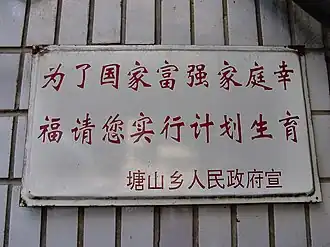 为了国家富强家庭幸
福请您实行计划生育
塘山乡人民政府宣